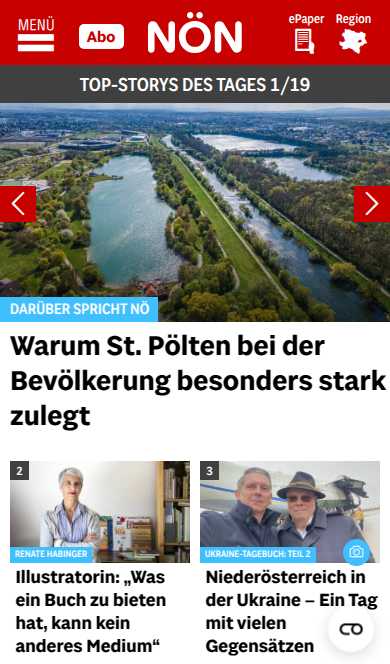 MENÜ
Abo
NÖN
ePaper
Region
TOP-STORYS DES TAGES 1/19
DARÜBER SPRICHT NÖ
Warum St. Pölten bei der
Bevölkerung besonders stark
zulegt
2
RENATE HABINGER
Illustratorin: „Was
ein Buch zu bieten
hat, kann kein
anderes Medium“
3
UKRAINE-TAGEBUCH: TEIL 2
Niederösterreich in
der Ukraine – Ein Tag
mit vielen
Gegensätzen